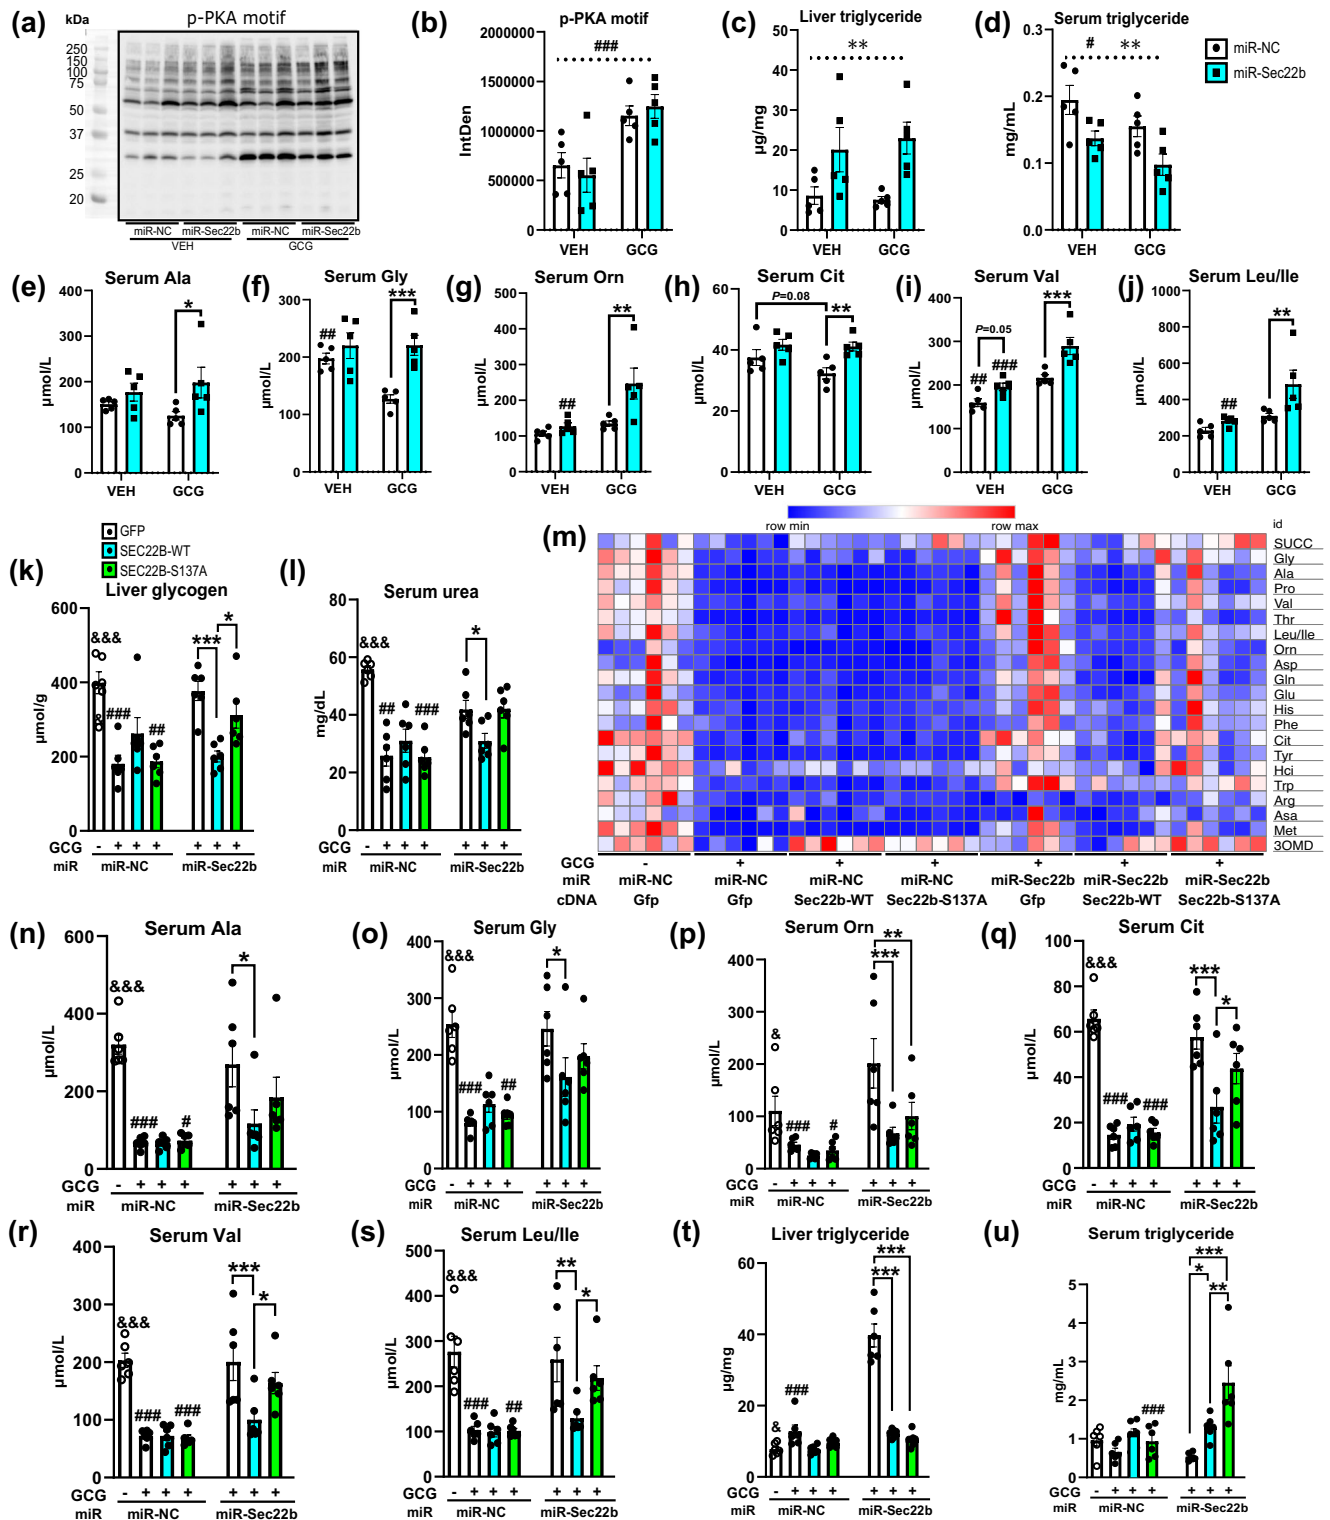 (a)
kDa
p-PKA motif
250
150
100
75
50
37
25
20
miR-NC miR-Sec22b miR-NC miR-Sec22b
VEH GCG
(b)
p-PKA motif
###
2000000
1500000
1000000
500000
0
IntDen
VEH GCG
(c)
Liver triglyceride
**
50
40
30
20
10
0
µg/mg
VEH GCG
(d)
Serum triglyceride
# **
0.3
0.2
0.1
0.0
mg/mL
VEH GCG
miR-NC
miR-Sec22b
(e)
Serum Ala
*
400
300
200
100
0
µmol/L
VEH GCG
(f)
Serum Gly
## ***
300
200
100
0
µmol/L
VEH GCG
(g)
Serum Orn
## **
500
400
300
200
100
0
µmol/L
VEH GCG
(h)
Serum Cit
P=0.08
**
60
40
20
0
µmol/L
VEH GCG
(i)
Serum Val
***
P=0.05
## ###
400
300
200
100
0
µmol/L
VEH GCG
(j)
Serum Leu/Ile
## **
1000
800
600
400
200
0
µmol/L
VEH GCG
GFP
SEC22B-WT
SEC22B-S137A
(k)
Liver glycogen
&&& ### ## *** *
600
400
200
0
µmol/g
GCG - + + + + + +
miR miR-NC miR-Sec22b
(l)
Serum urea
&&& ## ### *
80
60
40
20
0
mg/dL
GCG - + + + + + +
miR miR-NC miR-Sec22b
(m)
row min row max
id
SUCC
Gly
Ala
Pro
Val
Thr
Leu/Ile
Orn
Asp
Gln
Glu
His
Phe
Cit
Tyr
Hci
Trp
Arg
Asa
Met
3OMD
GCG - + + + + + +
miR miR-NC miR-NC miR-NC miR-NC miR-Sec22b miR-Sec22b miR-Sec22b
cDNA Gfp Gfp Sec22b-WT Sec22b-S137A Gfp Sec22b-WT Sec22b-S137A
(n)
Serum Ala
&&& ### # *
600
400
200
0
µmol/L
GCG - + + + + + +
miR miR-NC miR-Sec22b
(o)
Serum Gly
&&& ### ## *
400
300
200
100
0
µmol/L
GCG - + + + + + +
miR miR-NC miR-Sec22b
(p)
Serum Orn
& ### # *** **
400
300
200
100
0
µmol/L
GCG - + + + + + +
miR miR-NC miR-Sec22b
(q)
Serum Cit
&&& ### ### *** *
100
80
60
40
20
0
µmol/L
GCG - + + + + + +
miR miR-NC miR-Sec22b
(r)
Serum Val
&&& ### ### *** *
400
300
200
100
0
µmol/L
GCG - + + + + + +
miR miR-NC miR-Sec22b
(s)
Serum Leu/Ile
&&& ### ## ** *
500
400
300
200
100
0
µmol/L
GCG - + + + + + +
miR miR-NC miR-Sec22b
(t)
Liver triglyceride
& ### *** ***
60
40
20
0
µg/mg
GCG - + + + + + +
miR miR-NC miR-Sec22b
(u)
Serum triglyceride
### * *** **
5
4
3
2
1
0
mg/mL
GCG - + + + + + +
miR miR-NC miR-Sec22b